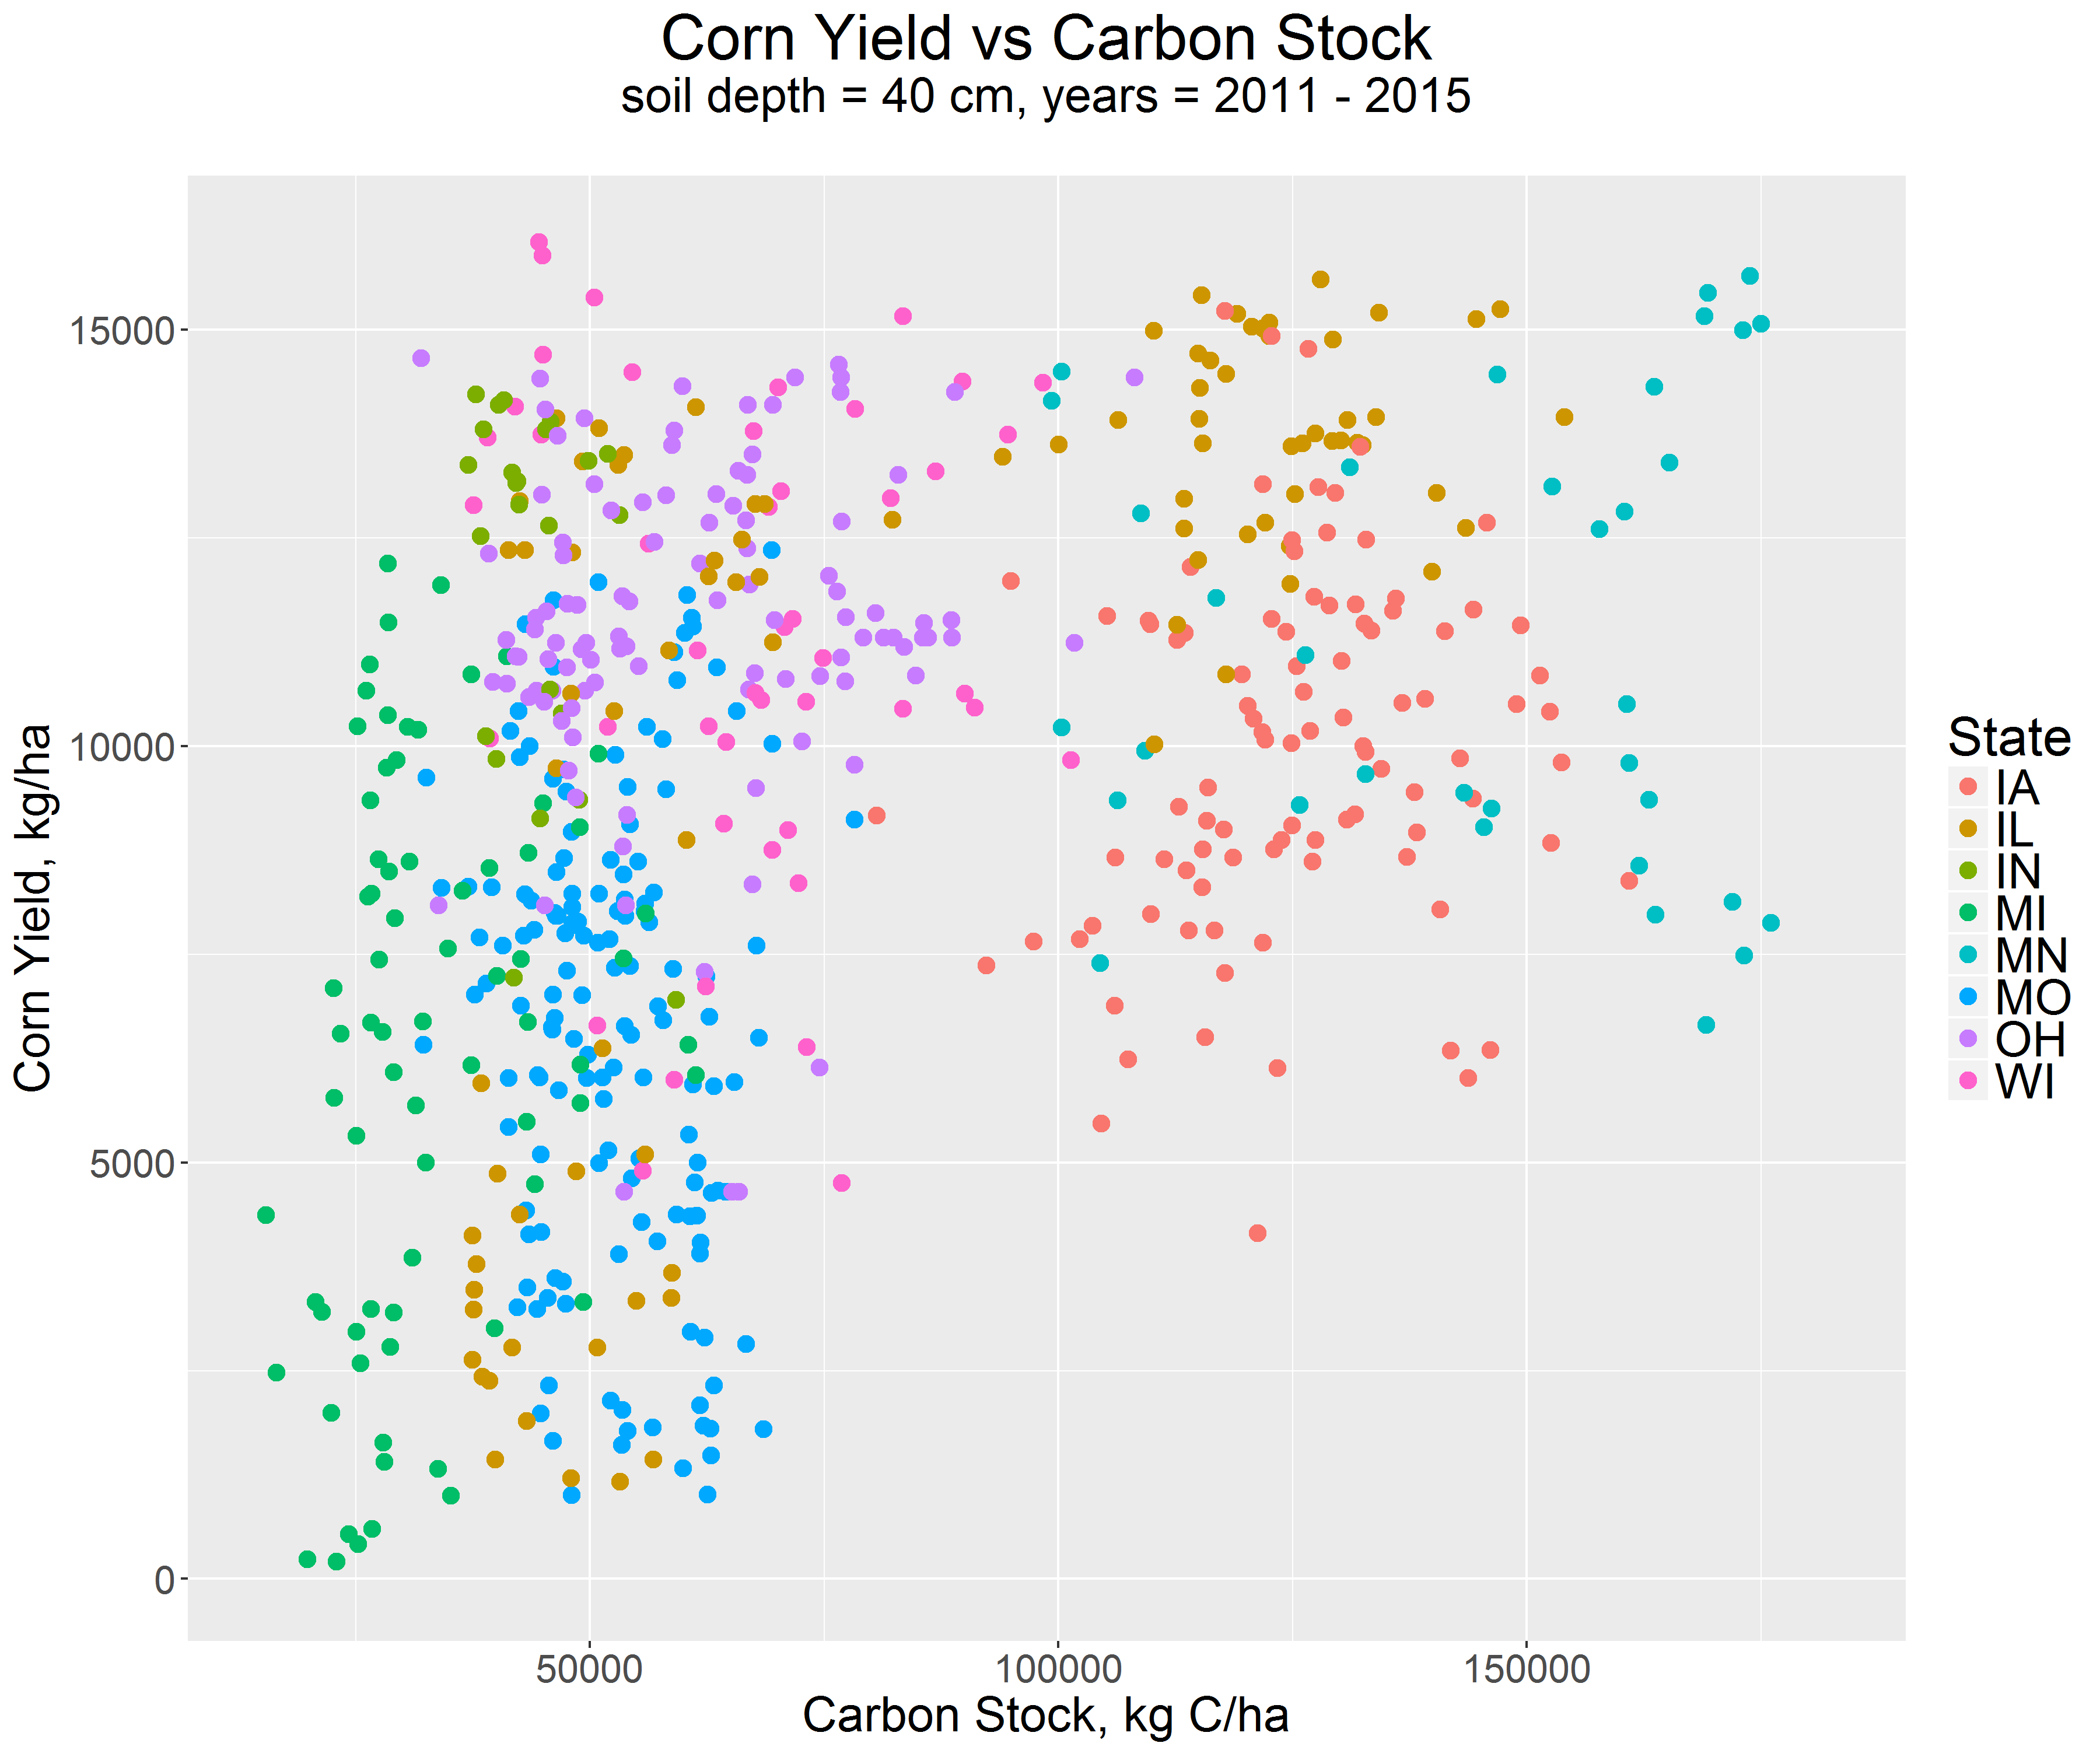 Corn Yield vs Carbon Stock
soil depth = 40 cm, years = 2011 - 2015
Corn Yield, kg/ha
15000
10000
5000
0
50000
100000
150000
Carbon Stock, kg C/ha
State
IA
IL
IN
MI
MN
MO
OH
WI